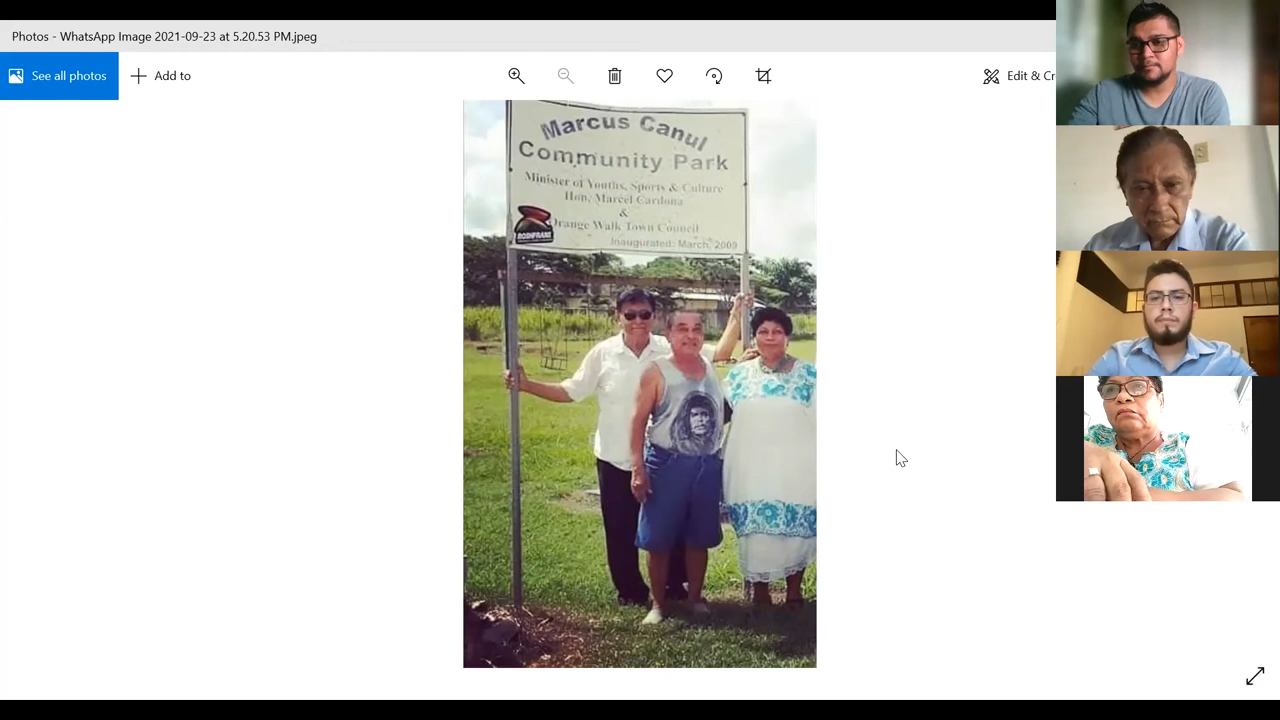 Photos - WhatsApp Image 2021-09-23 at 5.20.53 PM.jpeg
See all photos
Add to
Edit & Cr
Marcus Canul
Community Park
Minister of Youths, Sports & Culture
Hon, Marcel Cardona
&
Orange Walk Town Council
Inaugurated: March, 2009